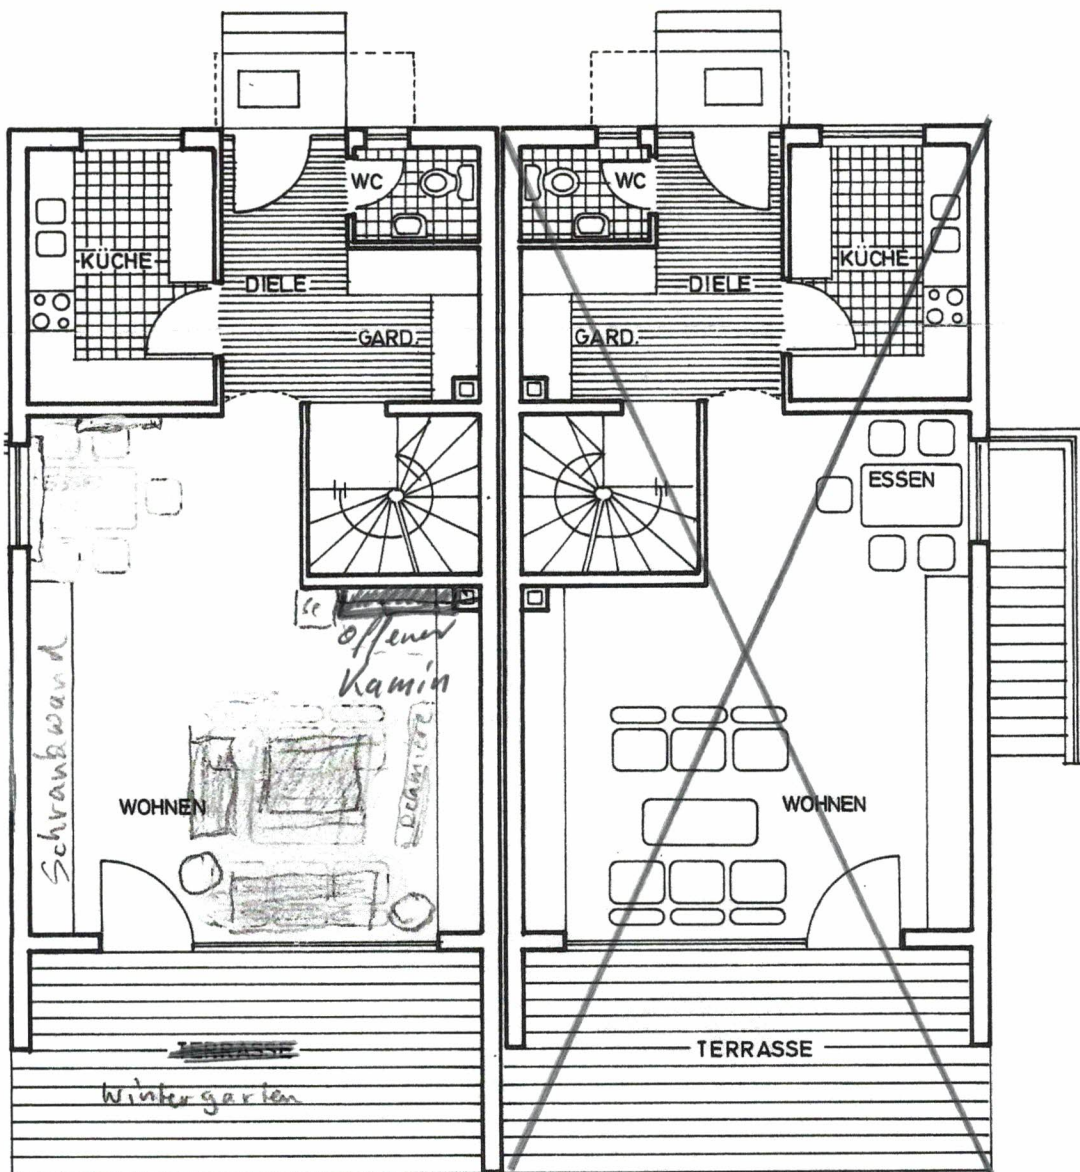 WC
WC
KÜCHE
KÜCHE
DIELE
DIELE
GARD.
GARD.
ESSEN
offener
Kamin
Schrankwand
WOHNEN
WOHNEN
TERRASSE
TERRASSE
Wintergarten